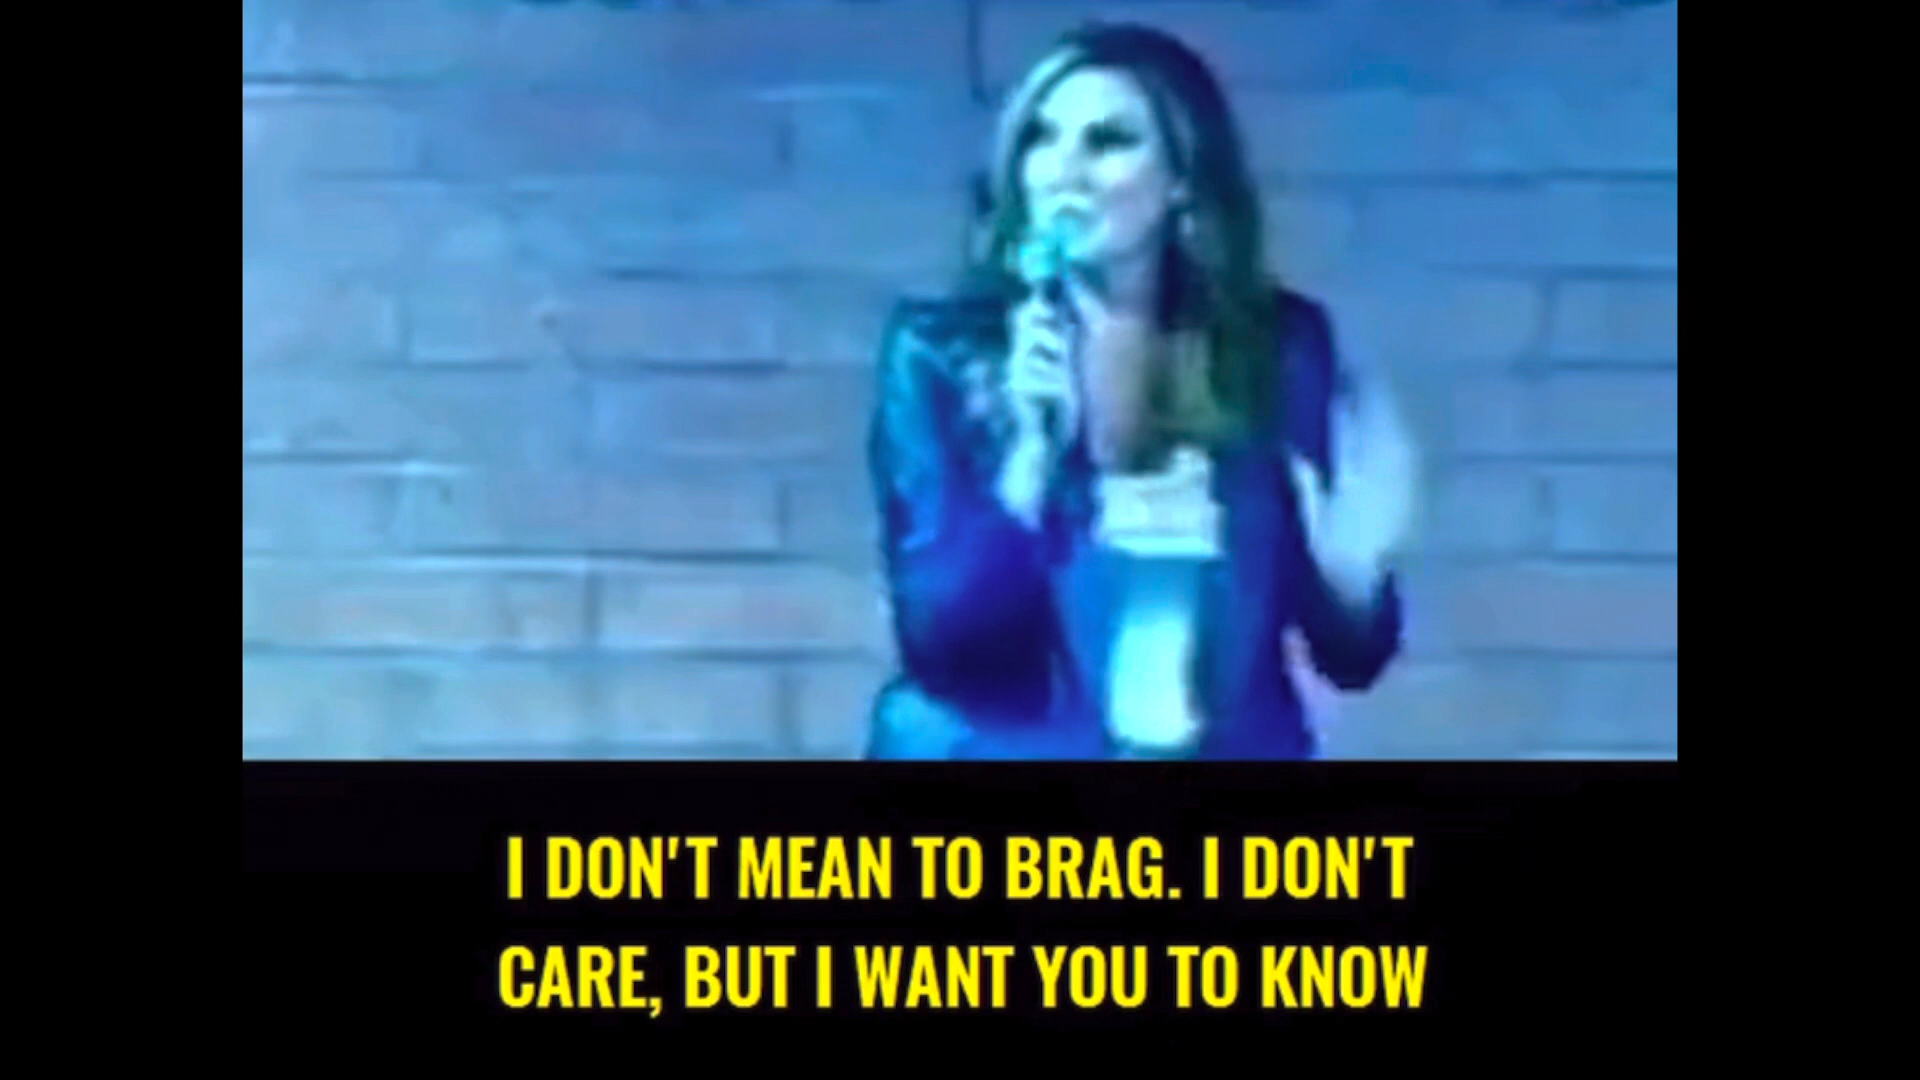 I DON'T MEAN TO BRAG. I DON'T
CARE, BUT I WANT YOU TO KNOW